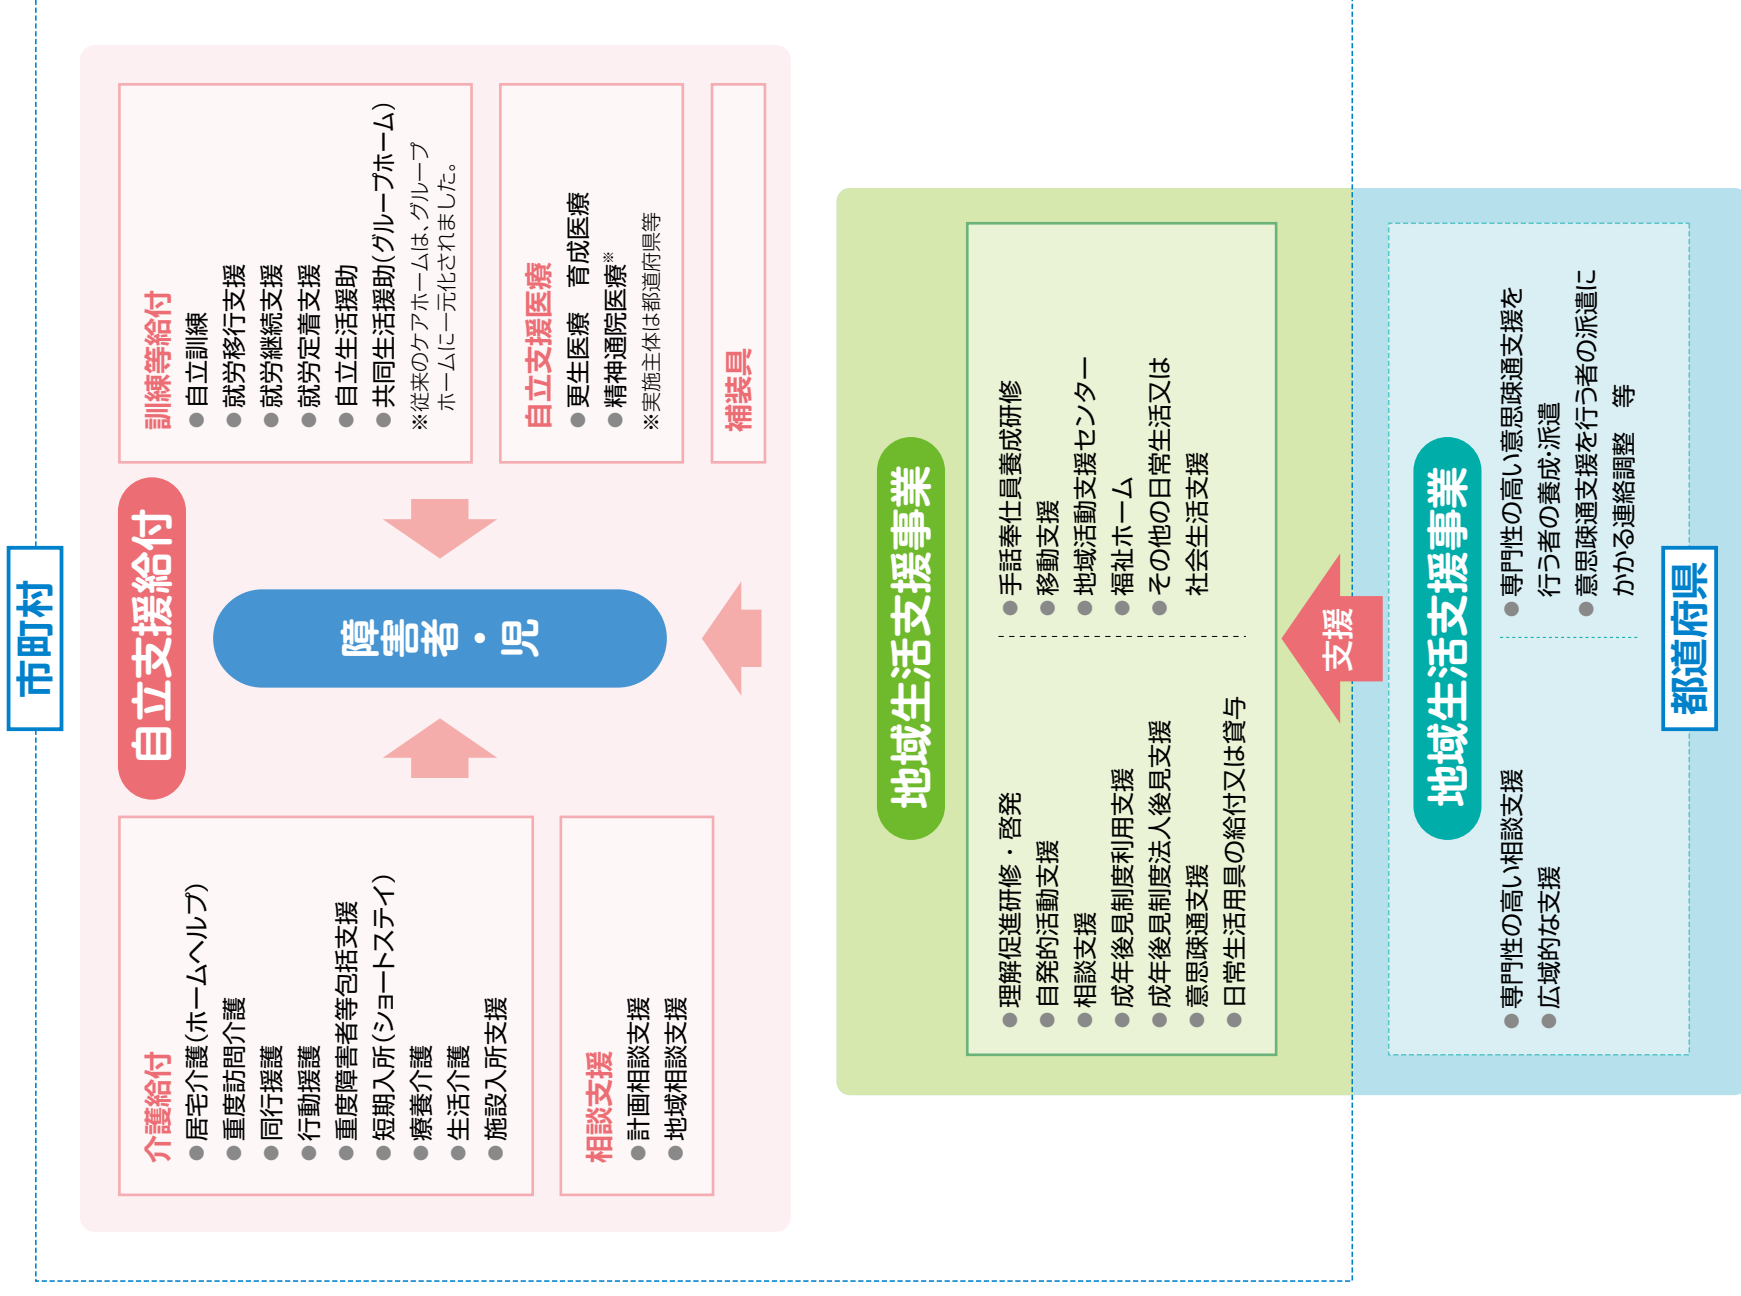 市町村
自立支援給付
介護給付
●居宅介護(ホームヘルプ)
●重度訪問介護
●同行援護
●行動援護
●重度障害者等包括支援
●短期入所(ショートステイ)
●療養介護
●生活介護
●施設入所支援
相談支援
●計画相談支援
●地域相談支援
障害者・児
訓練等給付
●自立訓練
●就労移行支援
●就労継続支援
●就労定着支援
●自立生活援助
●共同生活援助(グループホーム)
※従来のケアホームは、グループ
ホームに一元化されました。
自立支援医療
●更生医療　育成医療
●精神通院医療※
※実施主体は都道府県等
補装具
地域生活支援事業
●理解促進研修・啓発
●自発的活動支援
●相談支援
●成年後見制度利用支援
●成年後見制度法人後見支援
●意思疎通支援
●日常生活用具の給付又は貸与
●手話奉仕員養成研修
●移動支援
●地域活動支援センター
●福祉ホーム
●その他の日常生活又は
社会生活支援
支援
地域生活支援事業
●専門性の高い相談支援
●広域的な支援
●専門性の高い意思疎通支援を
行う者の養成・派遣
●意思疎通支援を行う者の派遣に
かかる連絡調整　等
都道府県